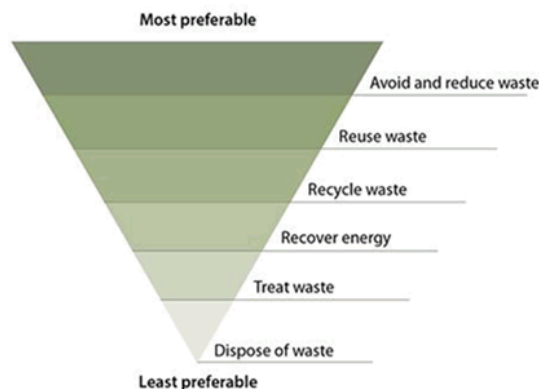 Most preferable
Avoid and reduce waste
Reuse waste
Recycle waste
Recover energy
Treat waste
Dispose of waste
Least preferable